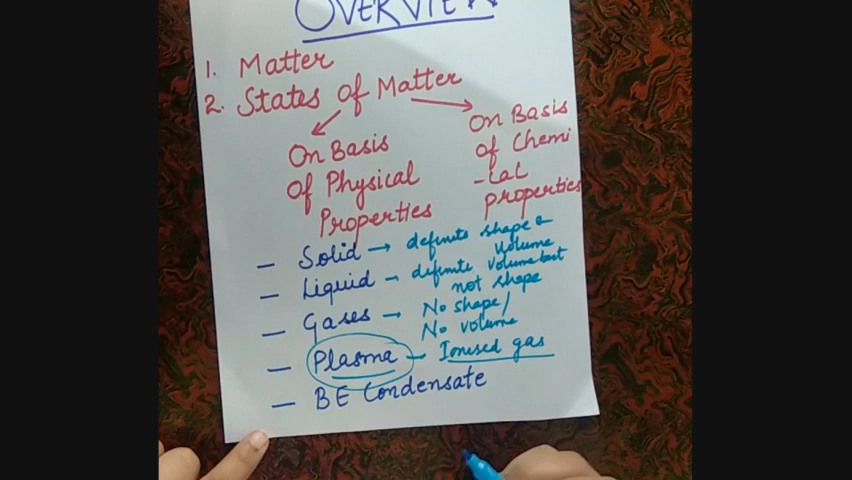 OVERVIEW
1. Matter
2. States of Matter
On Basis
of Physical
Properties
On Basis
of Chemi
-cal
properties
— Solid → definite shape &
volume
— Liquid → definite volume but
not shape
— Gases → No shape/
No volume
— Plasma → Ionised gas
— BE Condensate